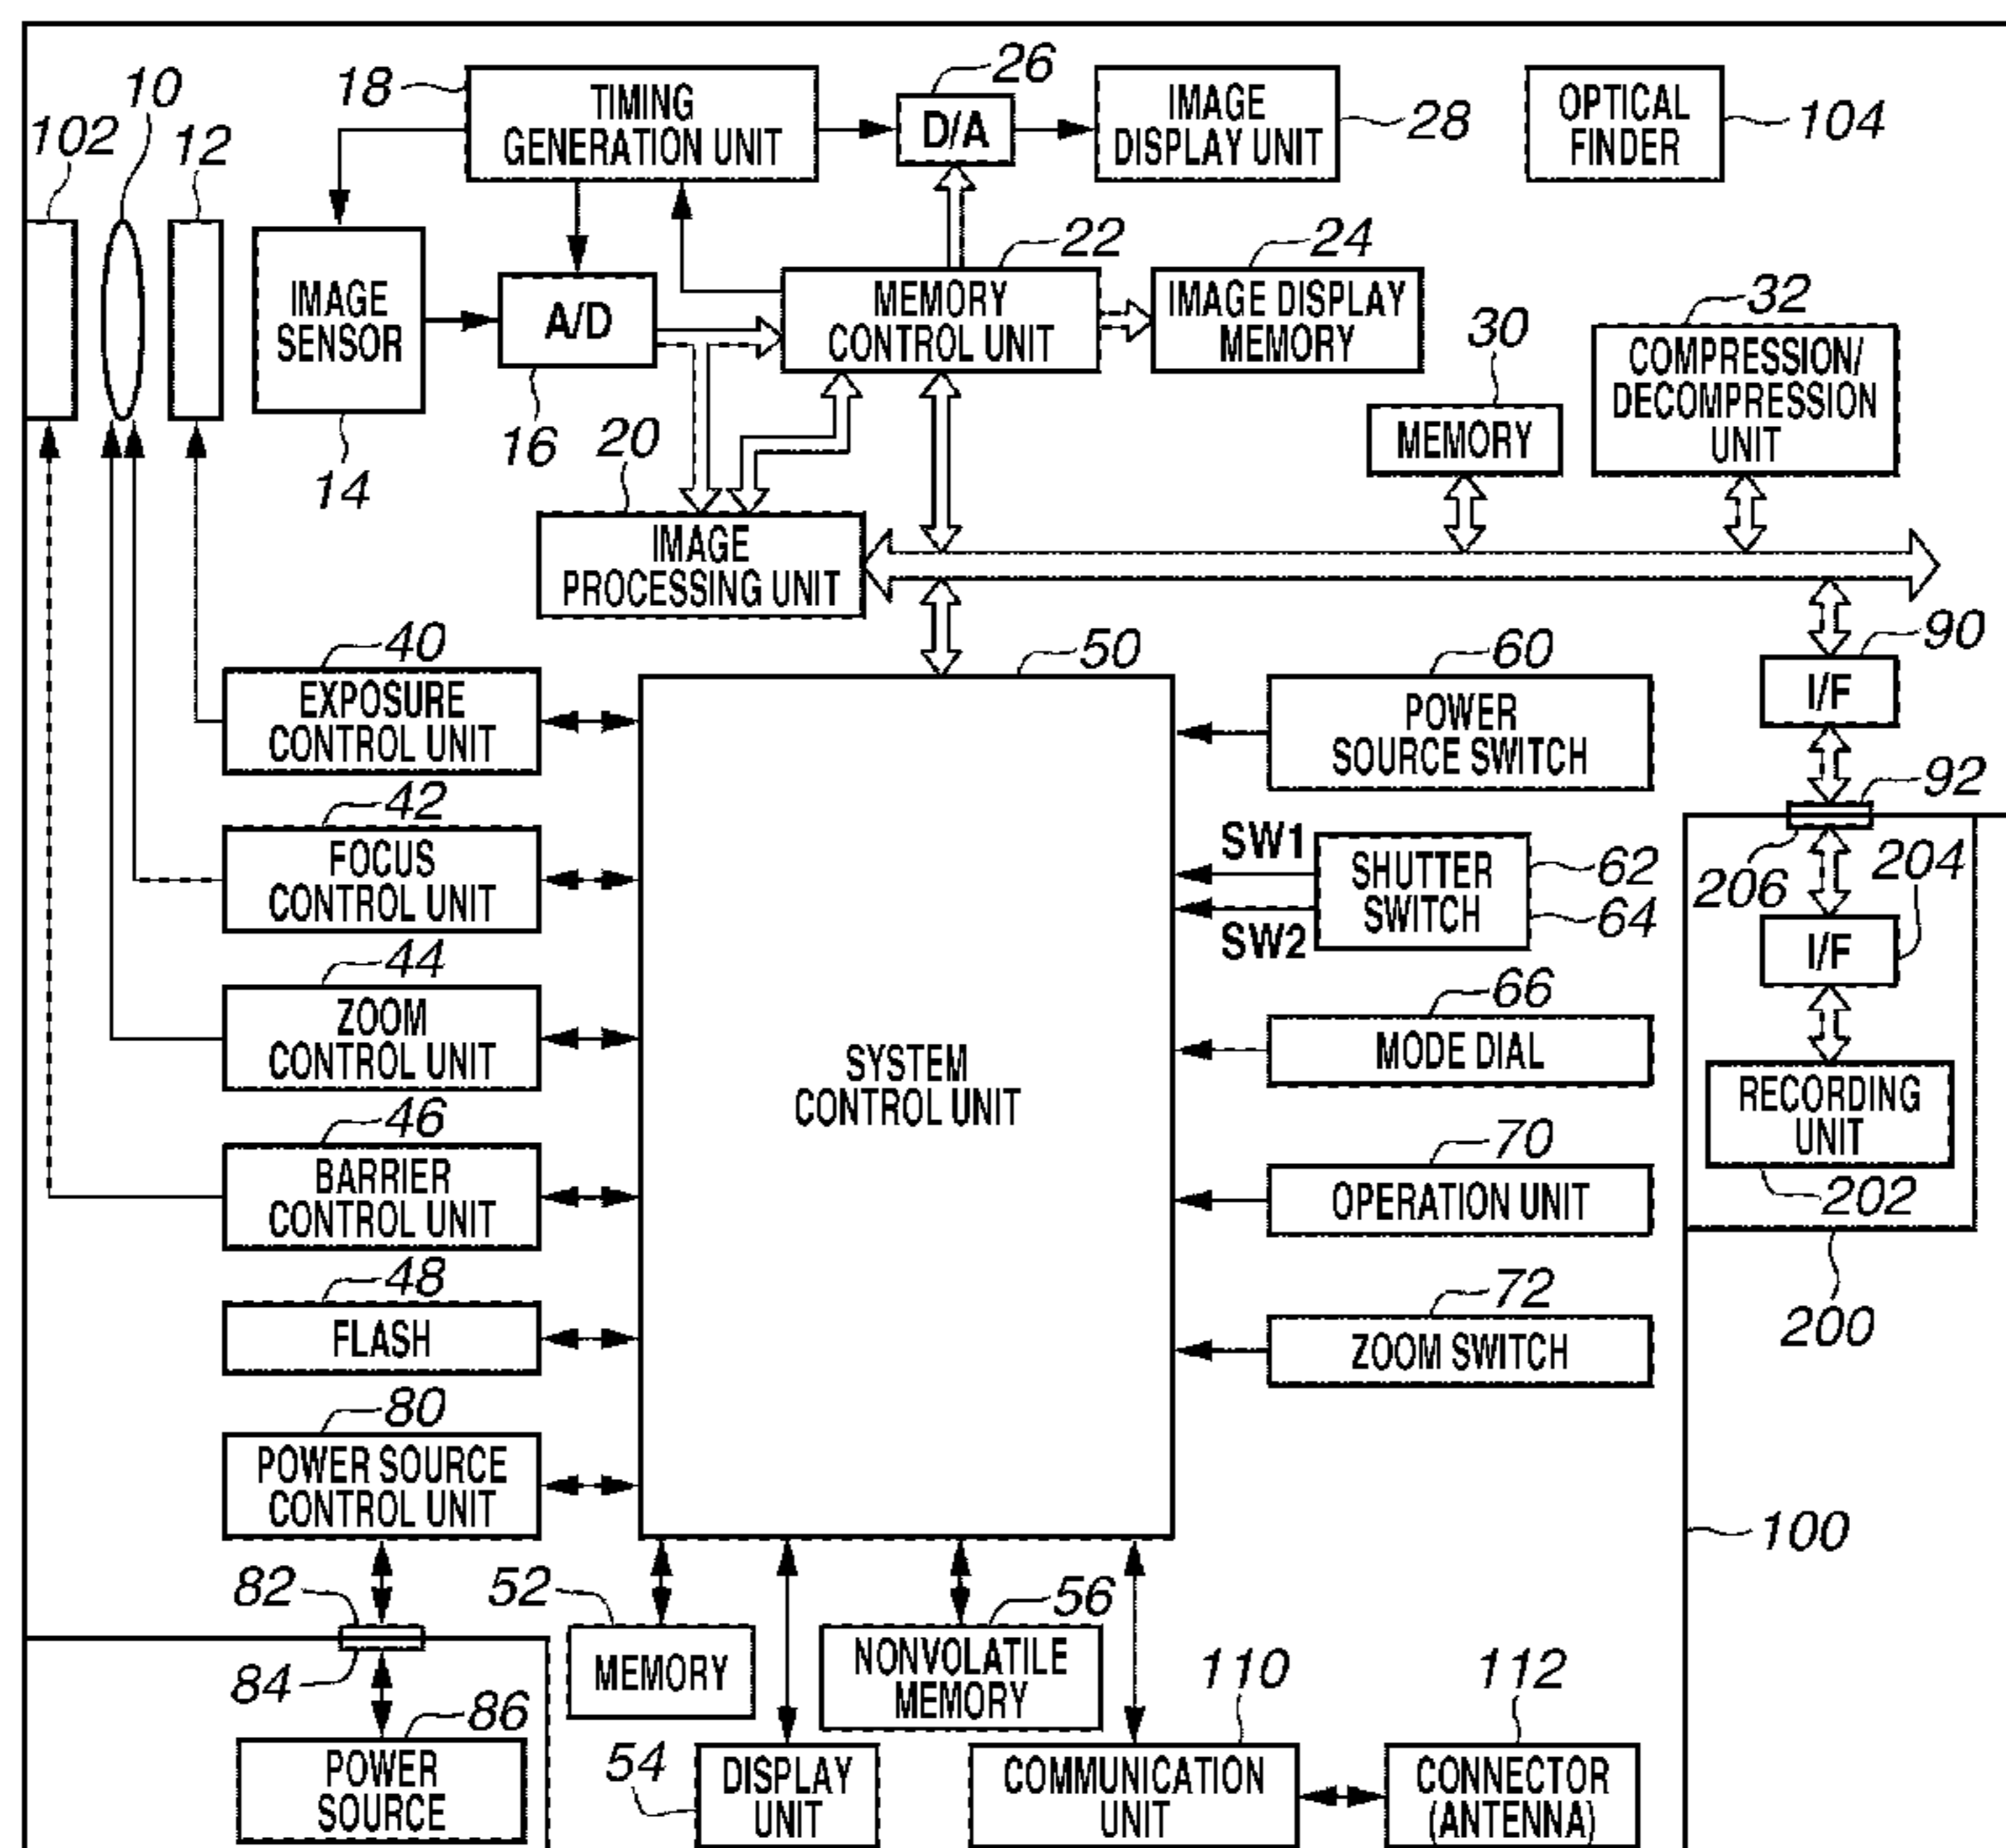 18
TIMING
GENERATION UNIT
26
D/A
IMAGE
DISPLAY UNIT
28
OPTICAL
FINDER
104
102
10
12
IMAGE
SENSOR
14
A/D
16
22
MEMORY
CONTROL UNIT
24
IMAGE DISPLAY
MEMORY
30
MEMORY
32
COMPRESSION/
DECOMPRESSION
UNIT
20
IMAGE
PROCESSING UNIT
40
EXPOSURE
CONTROL UNIT
42
FOCUS
CONTROL UNIT
44
ZOOM
CONTROL UNIT
46
BARRIER
CONTROL UNIT
48
FLASH
80
POWER SOURCE
CONTROL UNIT
50
SYSTEM
CONTROL UNIT
60
POWER
SOURCE SWITCH
SW1
SW2
SHUTTER
SWITCH
62
64
66
MODE DIAL
70
OPERATION UNIT
72
ZOOM SWITCH
90
I/F
92
206
204
I/F
RECORDING
UNIT
202
200
100
82
84
86
POWER
SOURCE
52
MEMORY
54
DISPLAY
UNIT
56
NONVOLATILE
MEMORY
110
COMMUNICATION
UNIT
112
CONNECTOR
(ANTENNA)